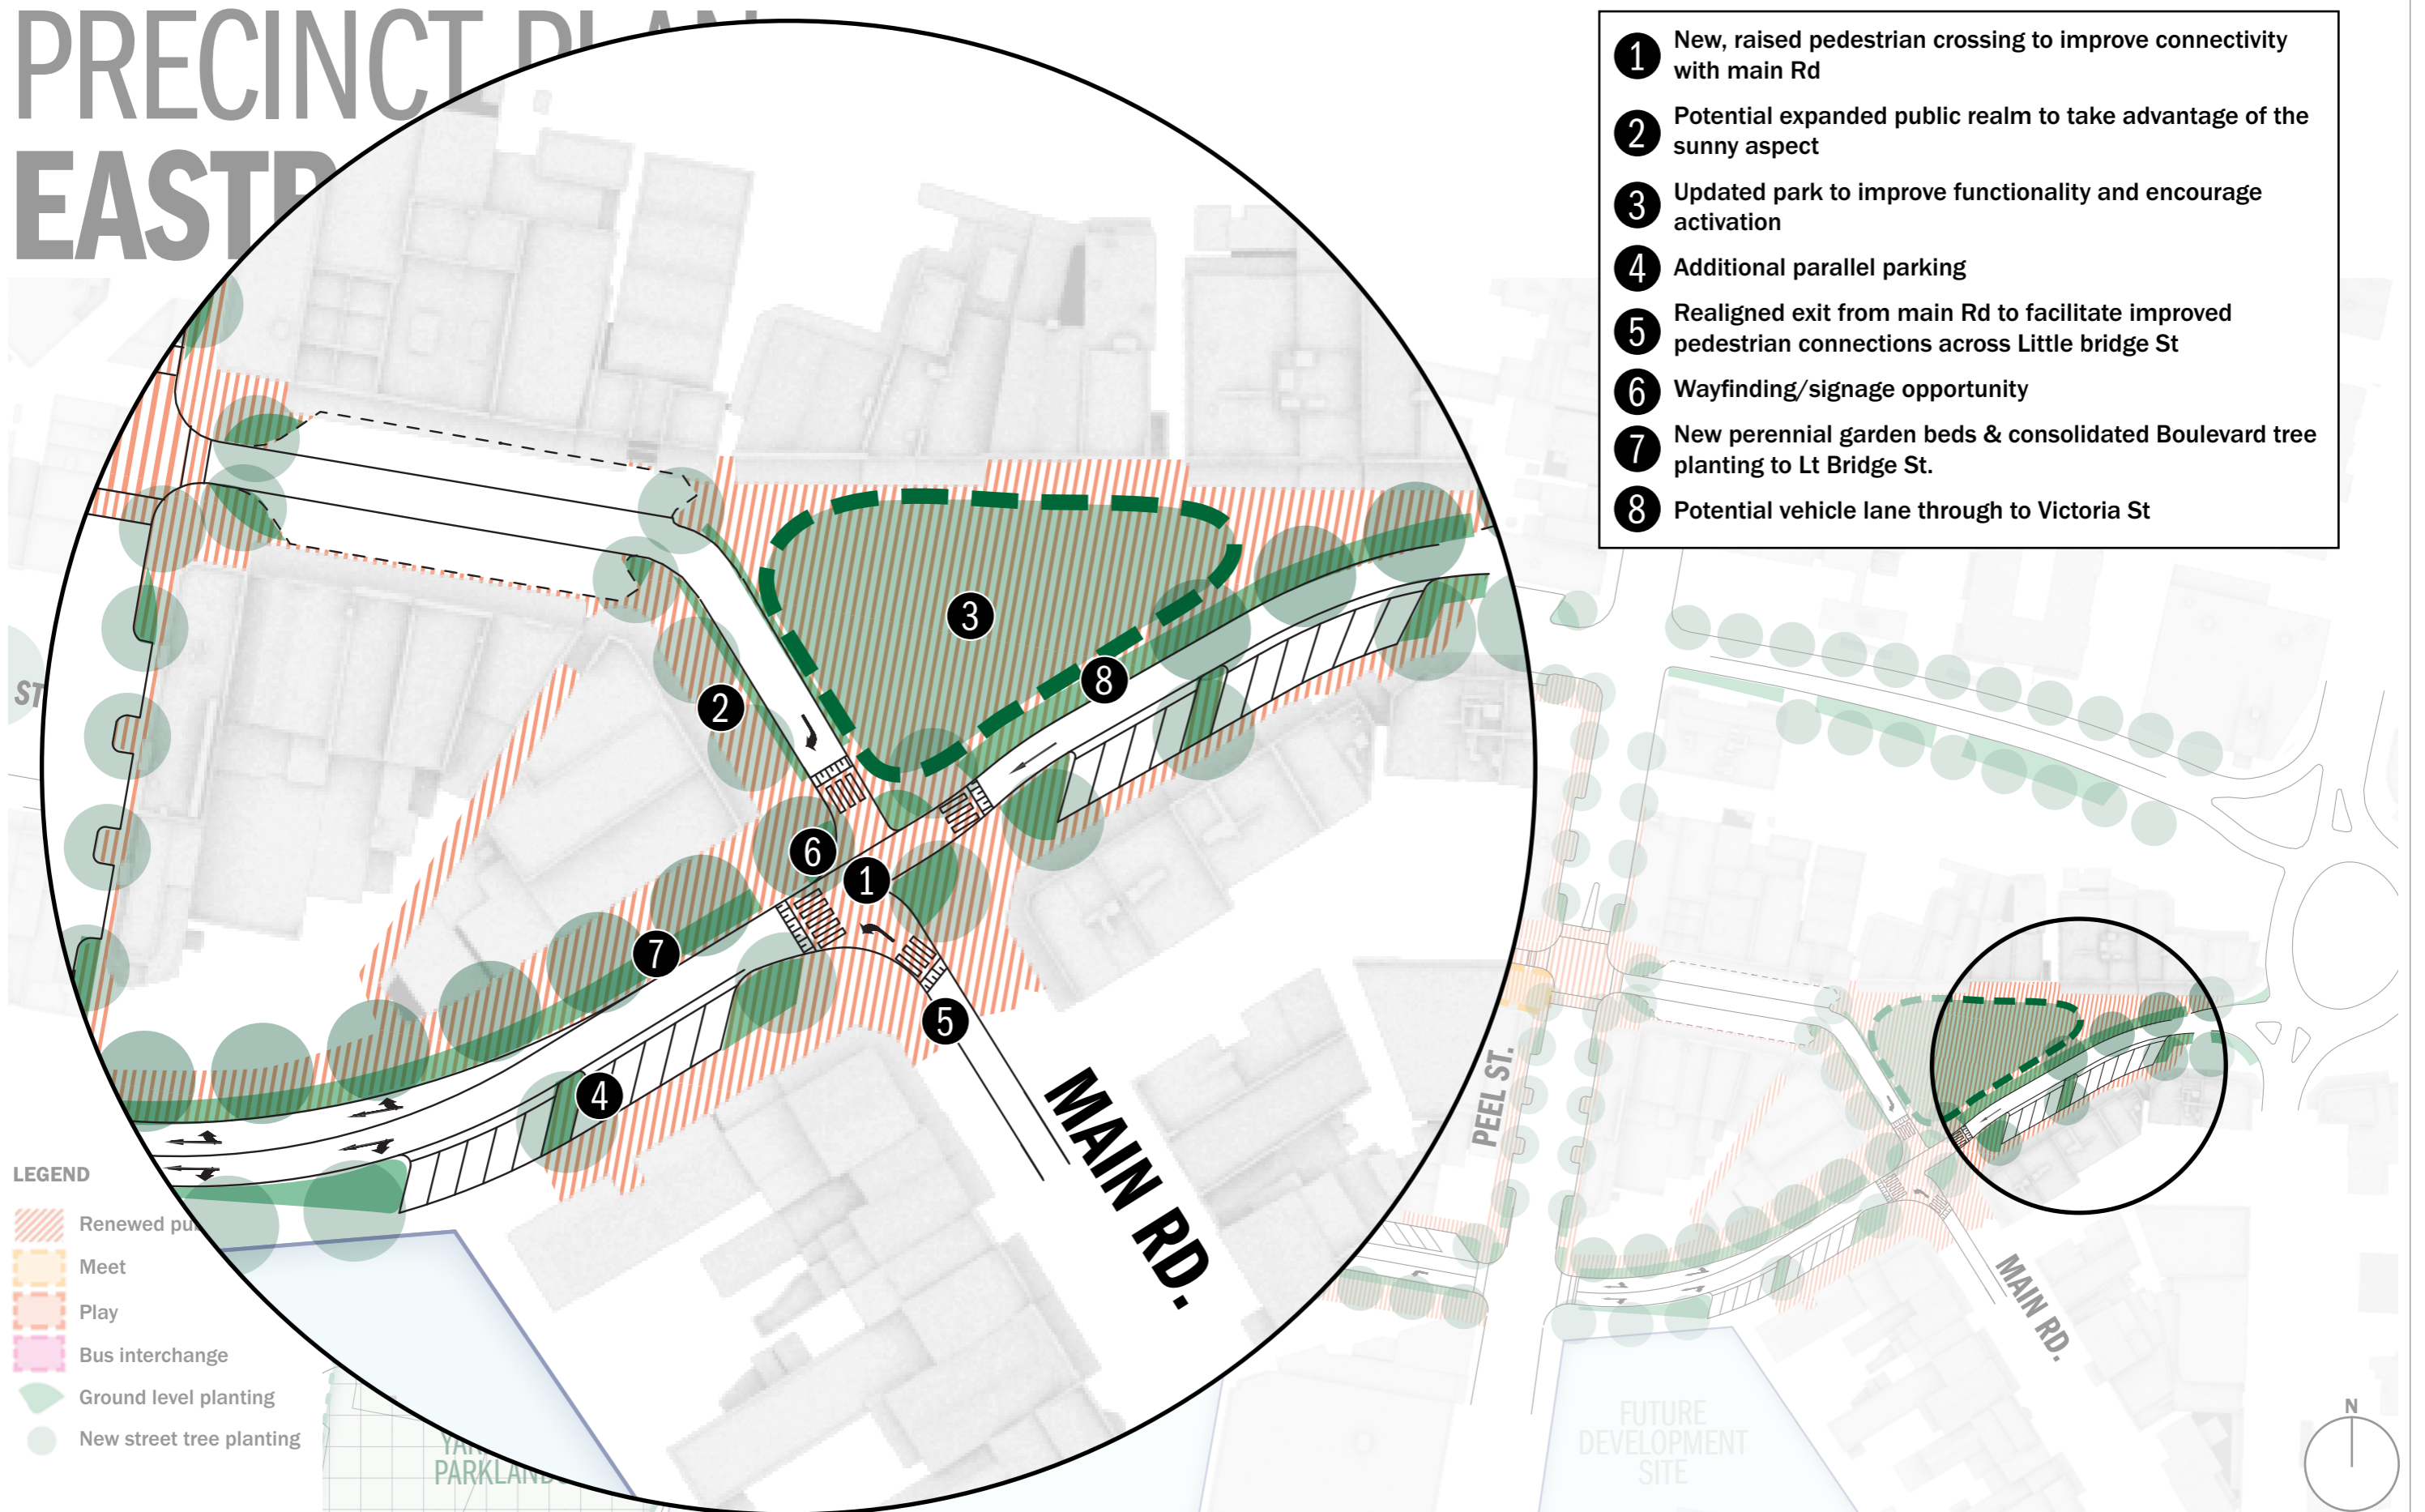 PRECINCT PLAN
EAST
1 New, raised pedestrian crossing to improve connectivity
with main Rd
2 Potential expanded public realm to take advantage of the
sunny aspect
3 Updated park to improve functionality and encourage
activation
4 Additional parallel parking
5 Realigned exit from main Rd to facilitate improved
pedestrian connections across Little bridge St
6 Wayfinding/signage opportunity
7 New perennial garden beds & consolidated Boulevard tree
planting to Lt Bridge St.
8 Potential vehicle lane through to Victoria St
3
8
2
6
1
7
5
4
ST
MAIN RD.
PEEL ST.
MAIN RD.
LEGEND
Renewed
Meet
Play
Bus interchange
Ground level planting
New street tree planting
PARKLAND
FUTURE
DEVELOPMENT
SITE
N